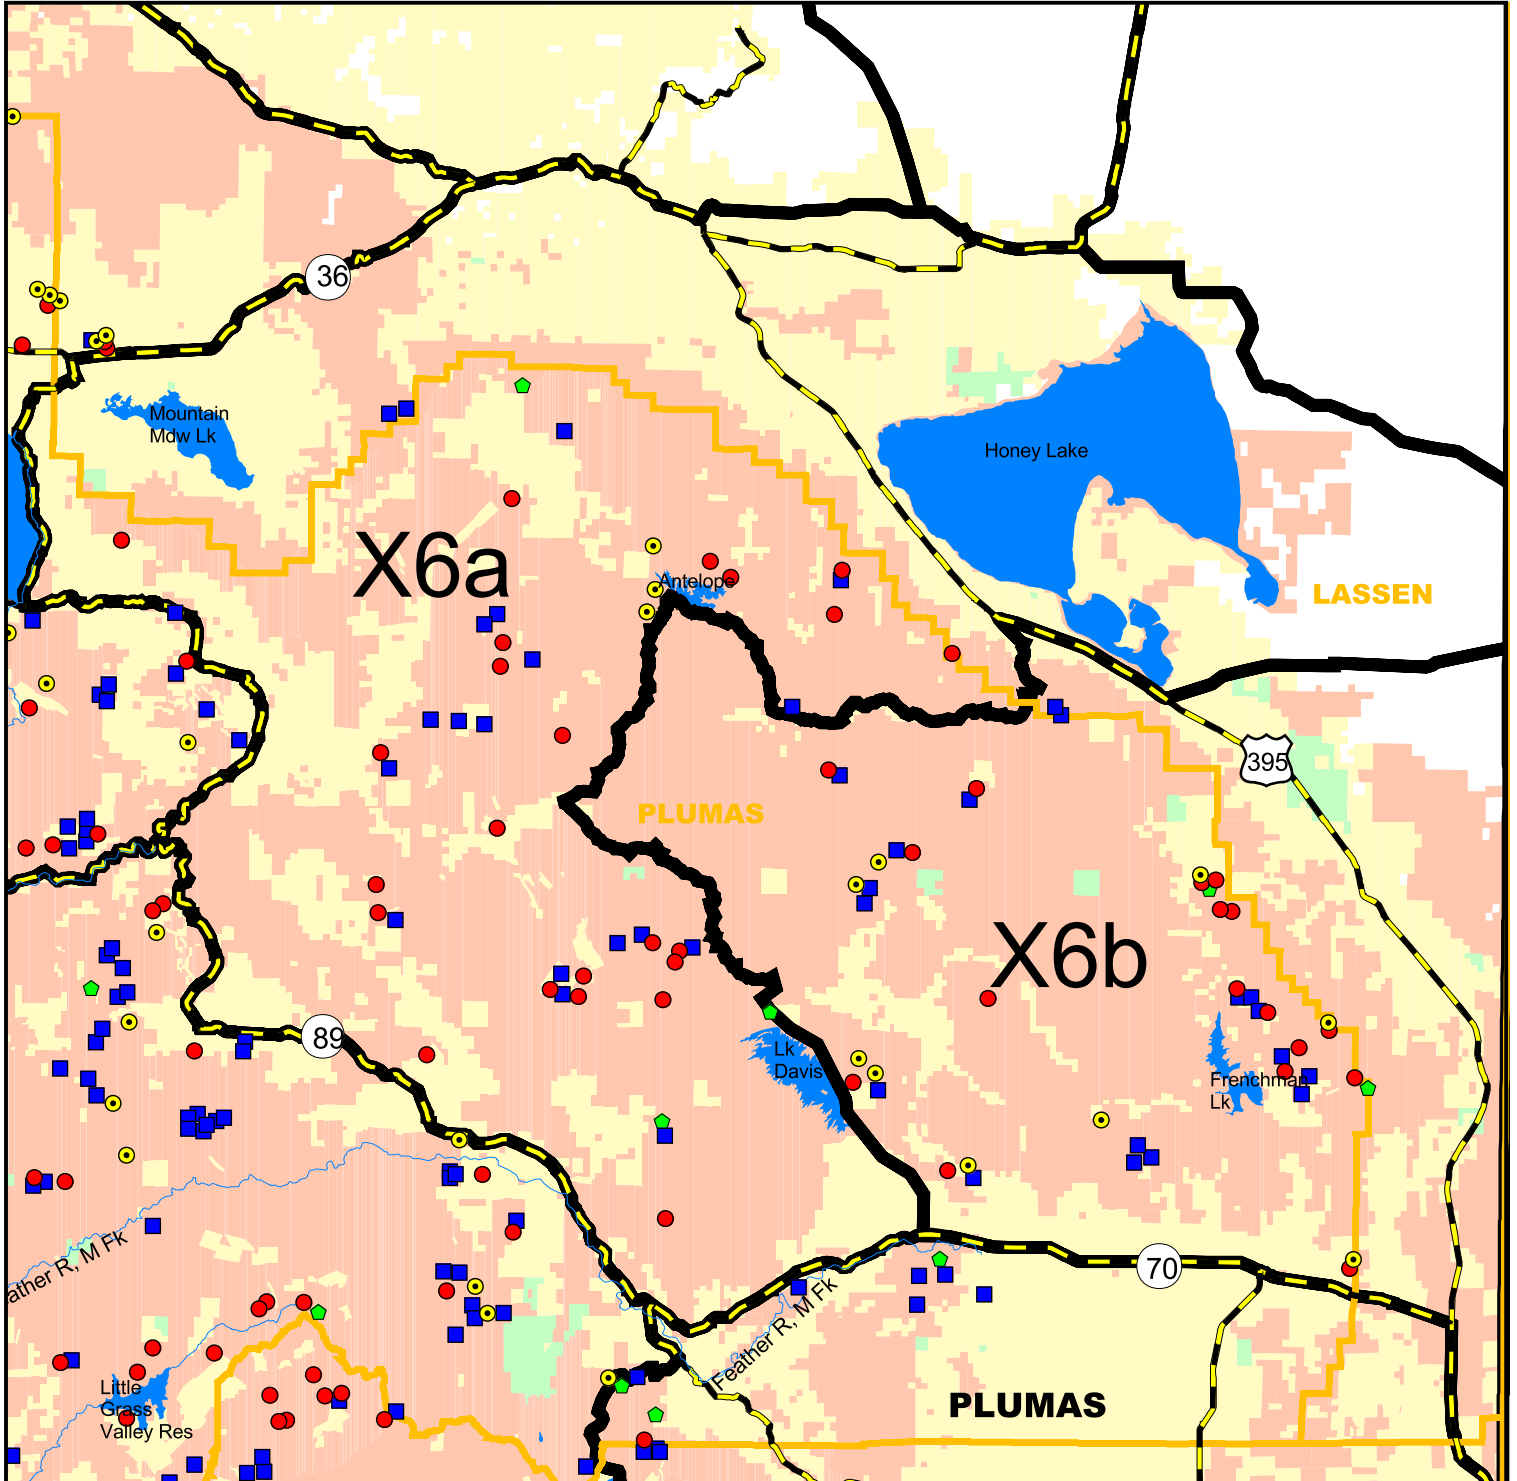 36
Mountain
Mdw Lk
Honey Lake
X6a
Antelope
LASSEN
395
PLUMAS
X6b
89
Lk
Davis
Frenchman
Lk
ather R, M Fk
70
Feather R, M Fk
Little
Grass
Valley Res
PLUMAS